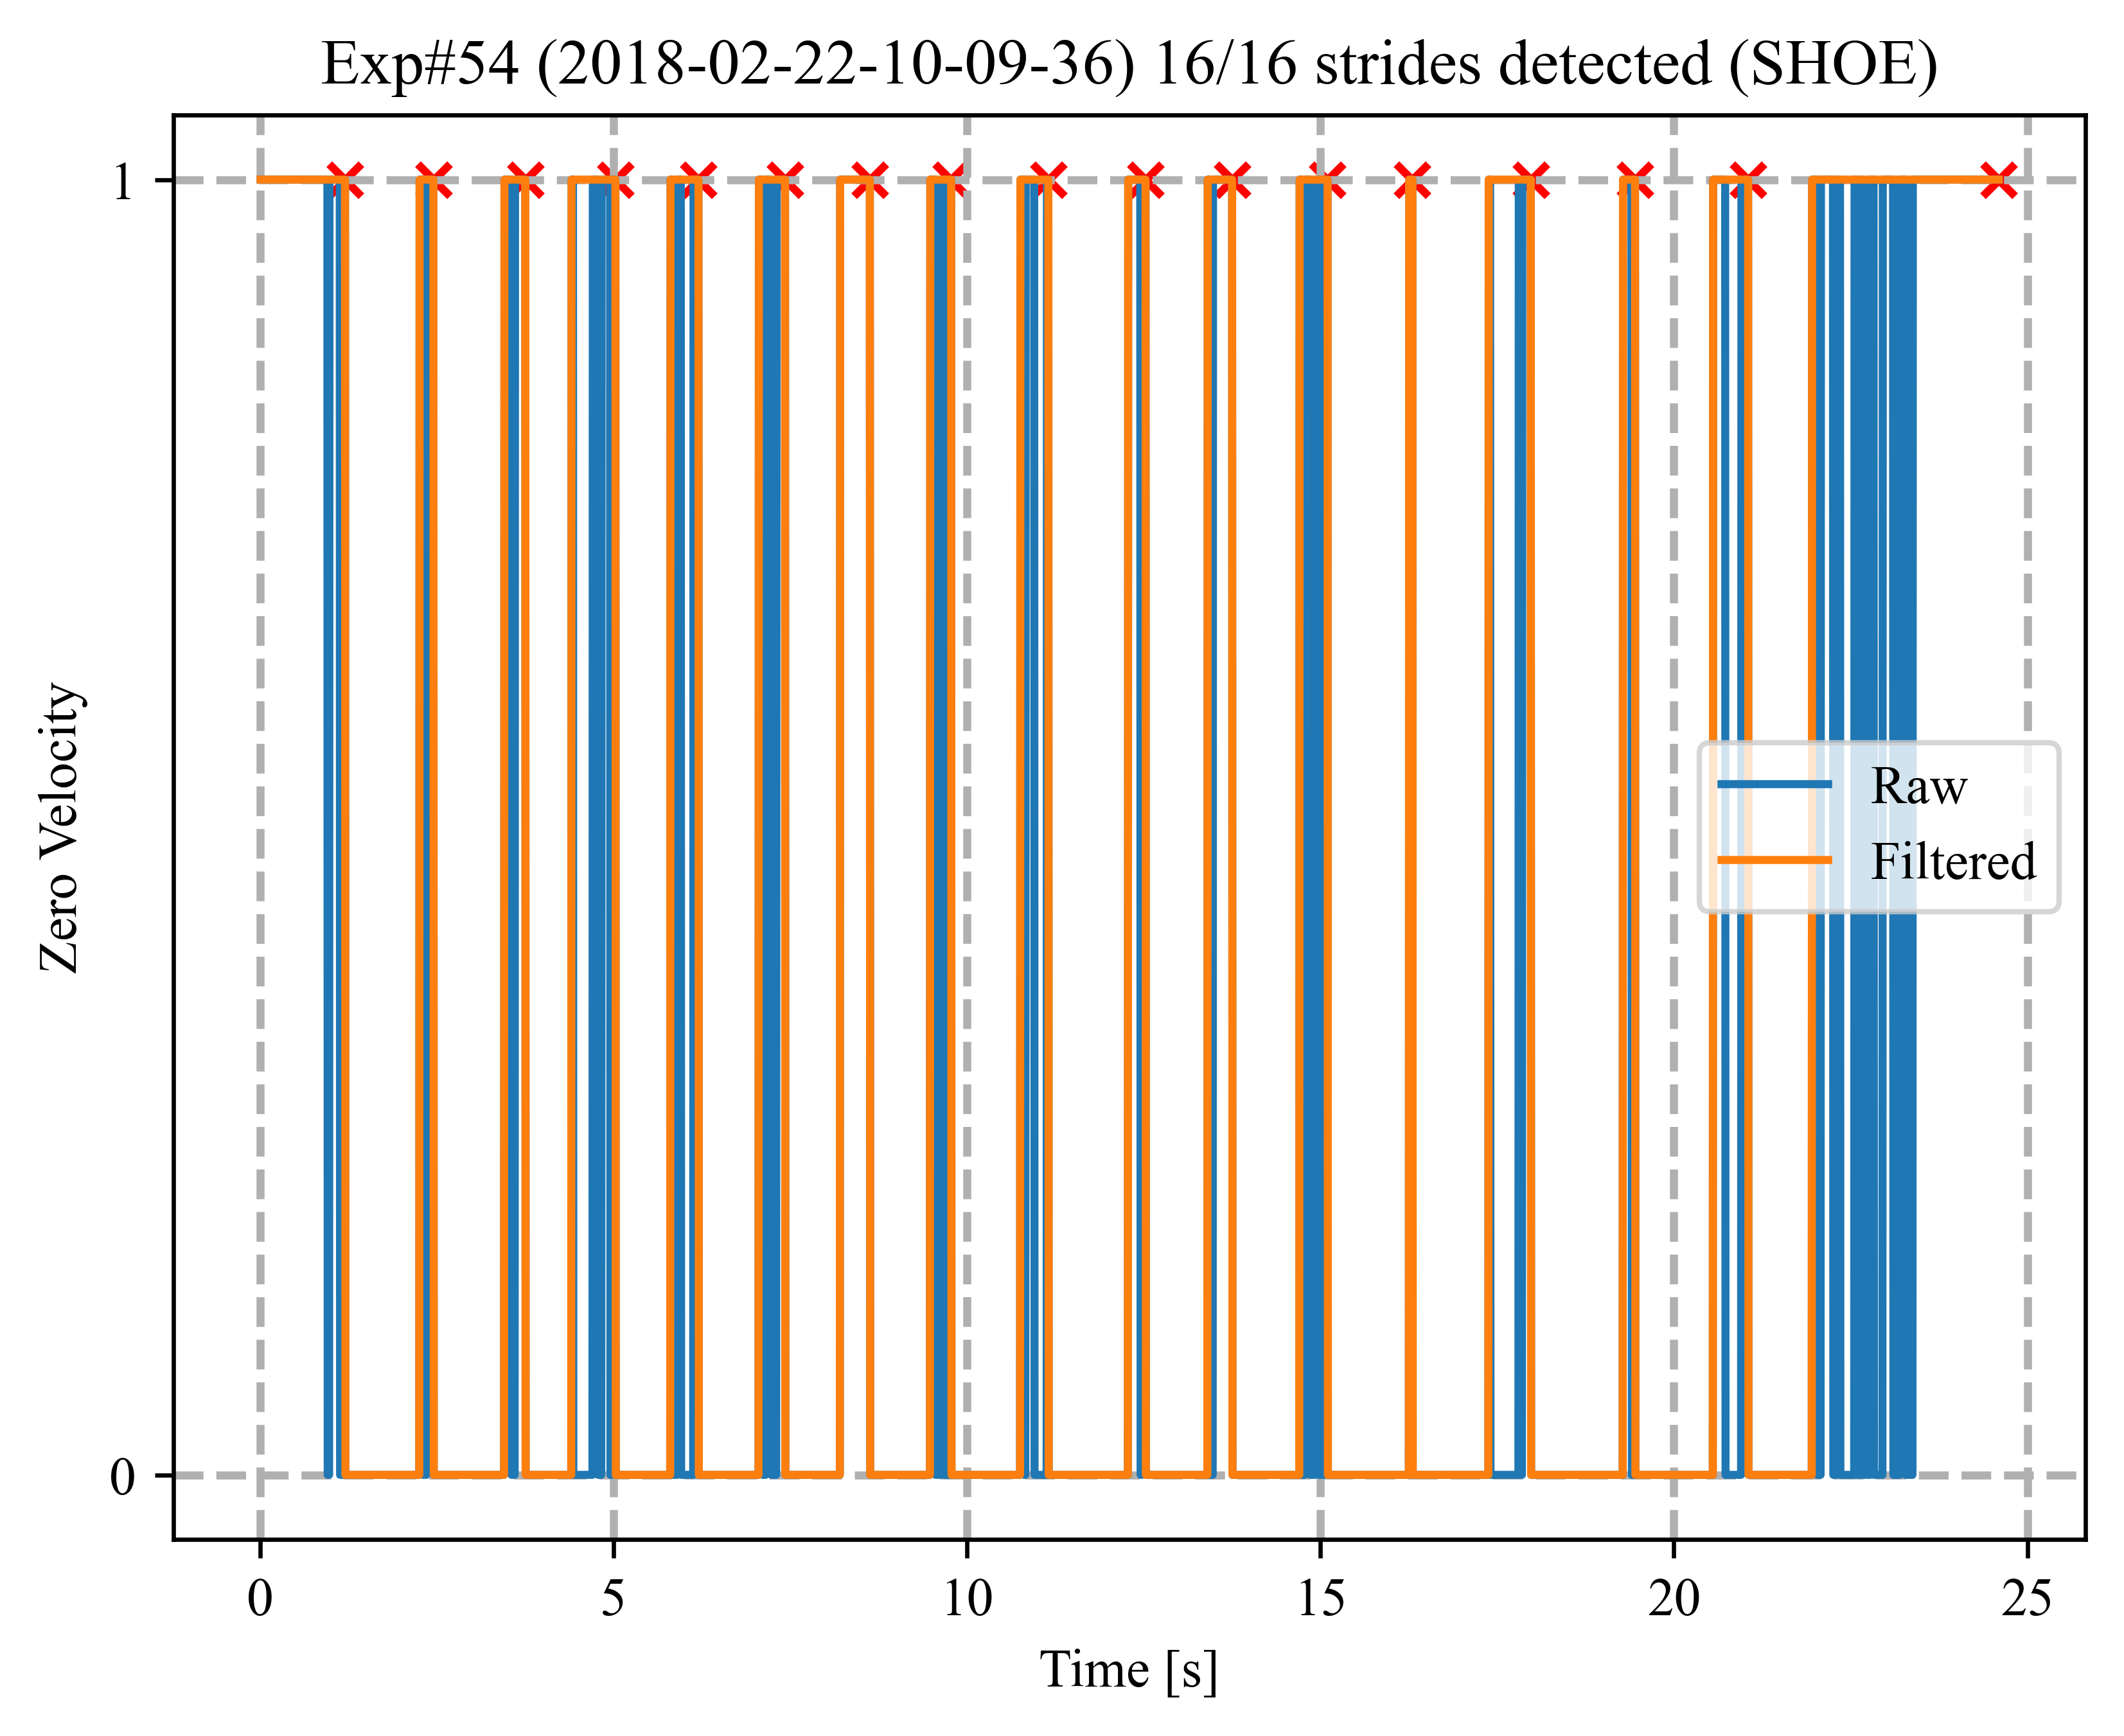 Exp#54 (2018-02-22-10-09-36) 16/16 strides detected (SHOE)
1
Zero Velocity
Raw
Filtered
0
0 5 10 15 20 25
Time [s]